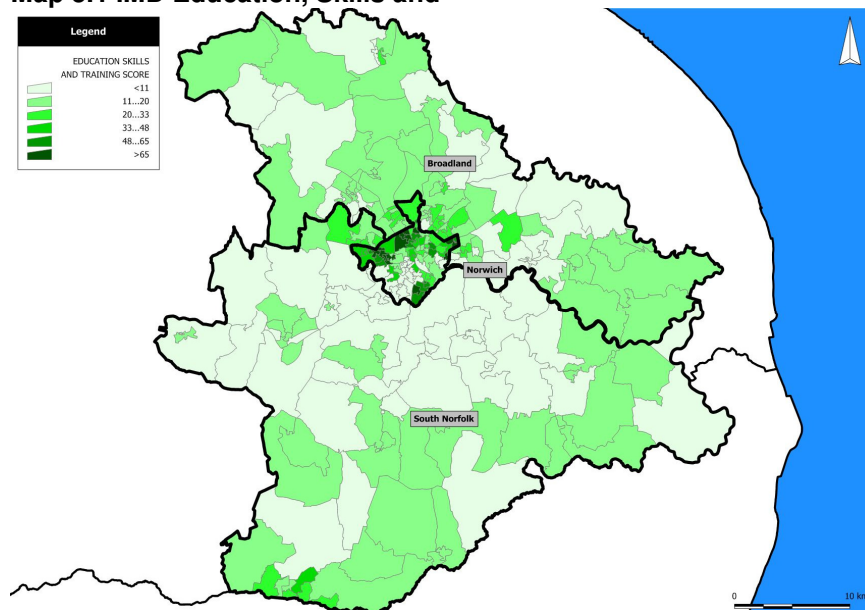 Map 3.7 IMD Education, Skills and
Legend
EDUCATION SKILLS
AND TRAINING SCORE
<11
11...20
20...33
33...48
48...65
>65
Broadland
Norwich
South Norfolk
0 10 km